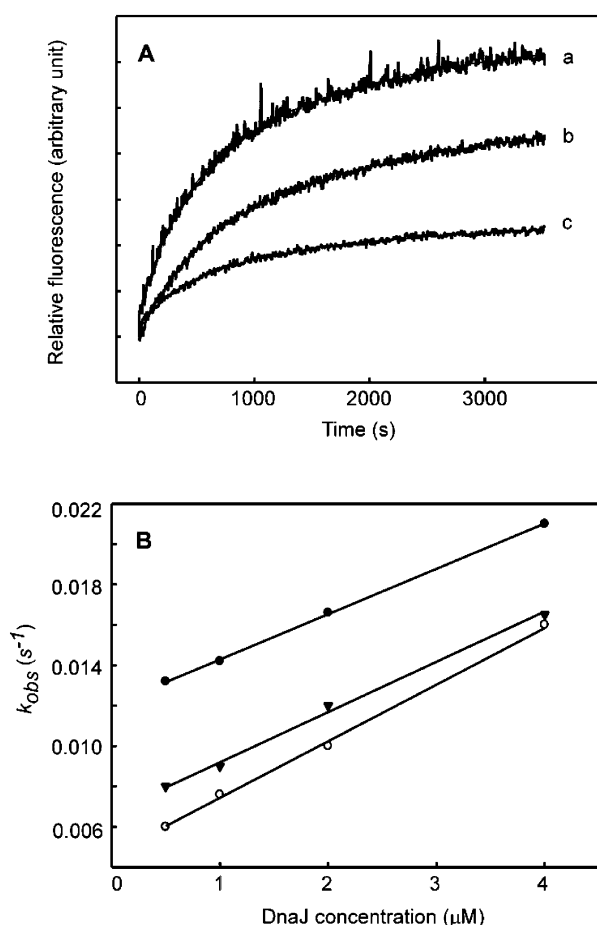 A
a
b
c
Relative fluorescence (arbitrary unit)
0 1000 2000 3000
Time (s)
B
0.022
0.018
0.014
0.010
0.006
k_obs (s^-1)
0 1 2 3 4
DnaJ concentration (μM)